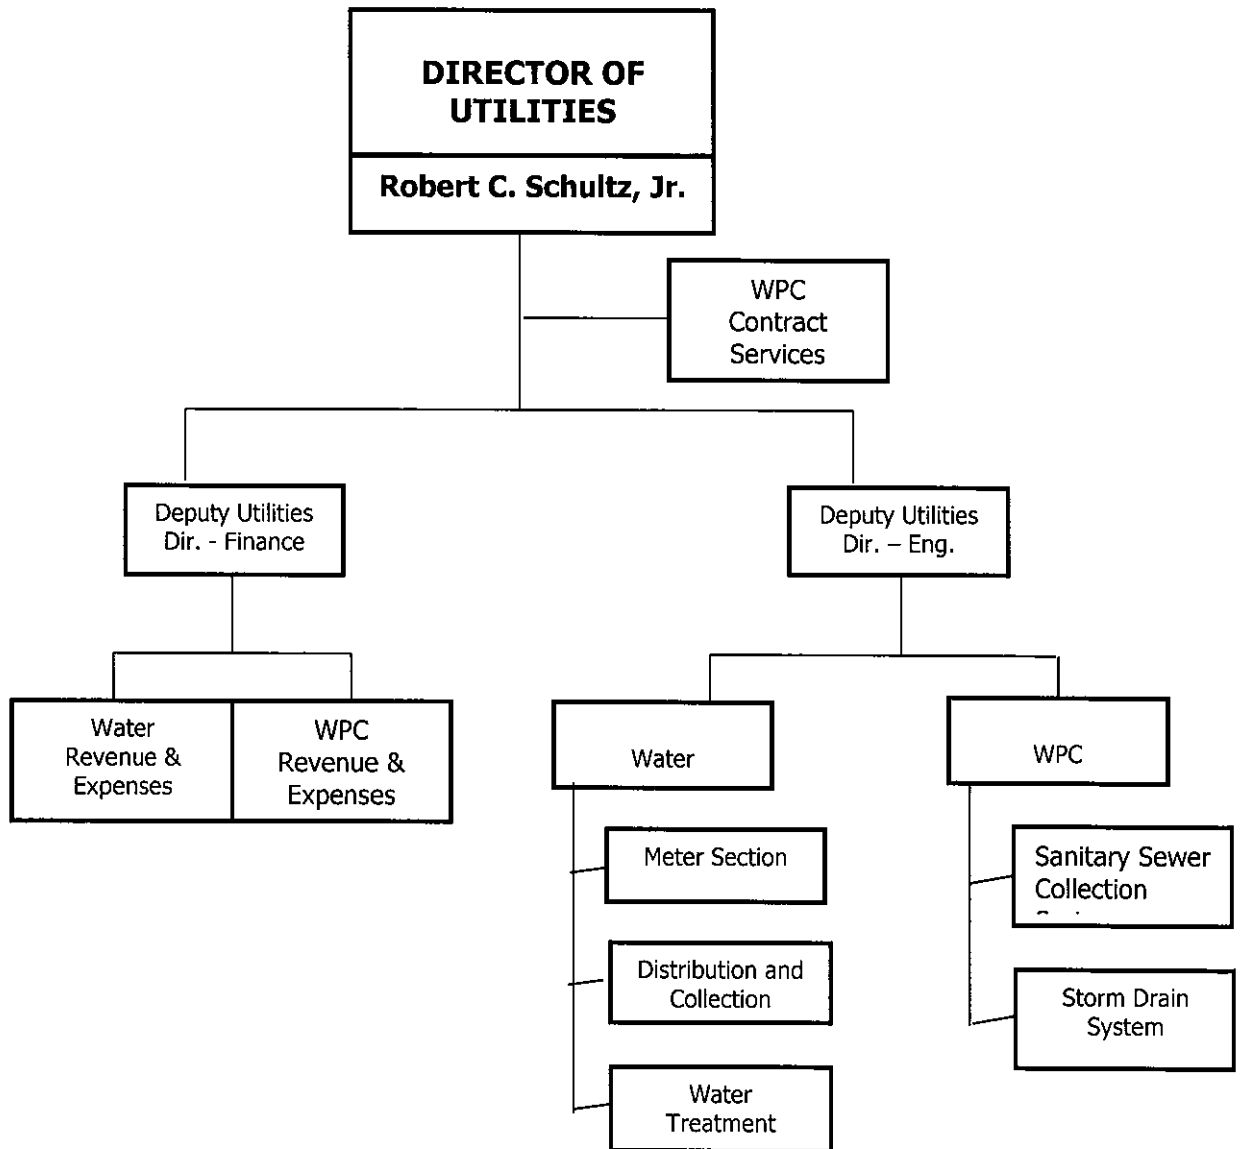 DIRECTOR OF
UTILITIES
Robert C. Schultz, Jr.
WPC
Contract
Services
Deputy Utilities
Dir. - Finance
Deputy Utilities
Dir. – Eng.
Water
Revenue &
Expenses
WPC
Revenue &
Expenses
Water
WPC
Meter Section
Distribution and
Collection
Water
Treatment
Sanitary Sewer
Collection
Storm Drain
System